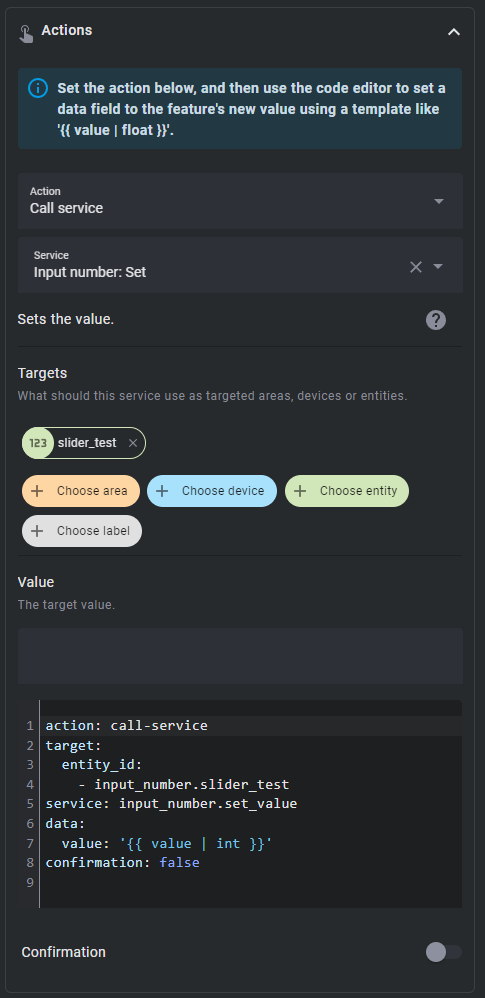 Actions
Set the action below, and then use the code editor to set a
data field to the feature's new value using a template like
'{{ value | float }}'.
Action
Call service
Service
Input number: Set
Sets the value.
Targets
What should this service use as targeted areas, devices or entities.
123 slider_test
Choose area
Choose device
Choose entity
Choose label
Value
The target value.
1 action: call-service
2 target:
3   entity_id:
4     - input_number.slider_test
5 service: input_number.set_value
6 data:
7   value: '{{ value | int }}'
8 confirmation: false
9
Confirmation